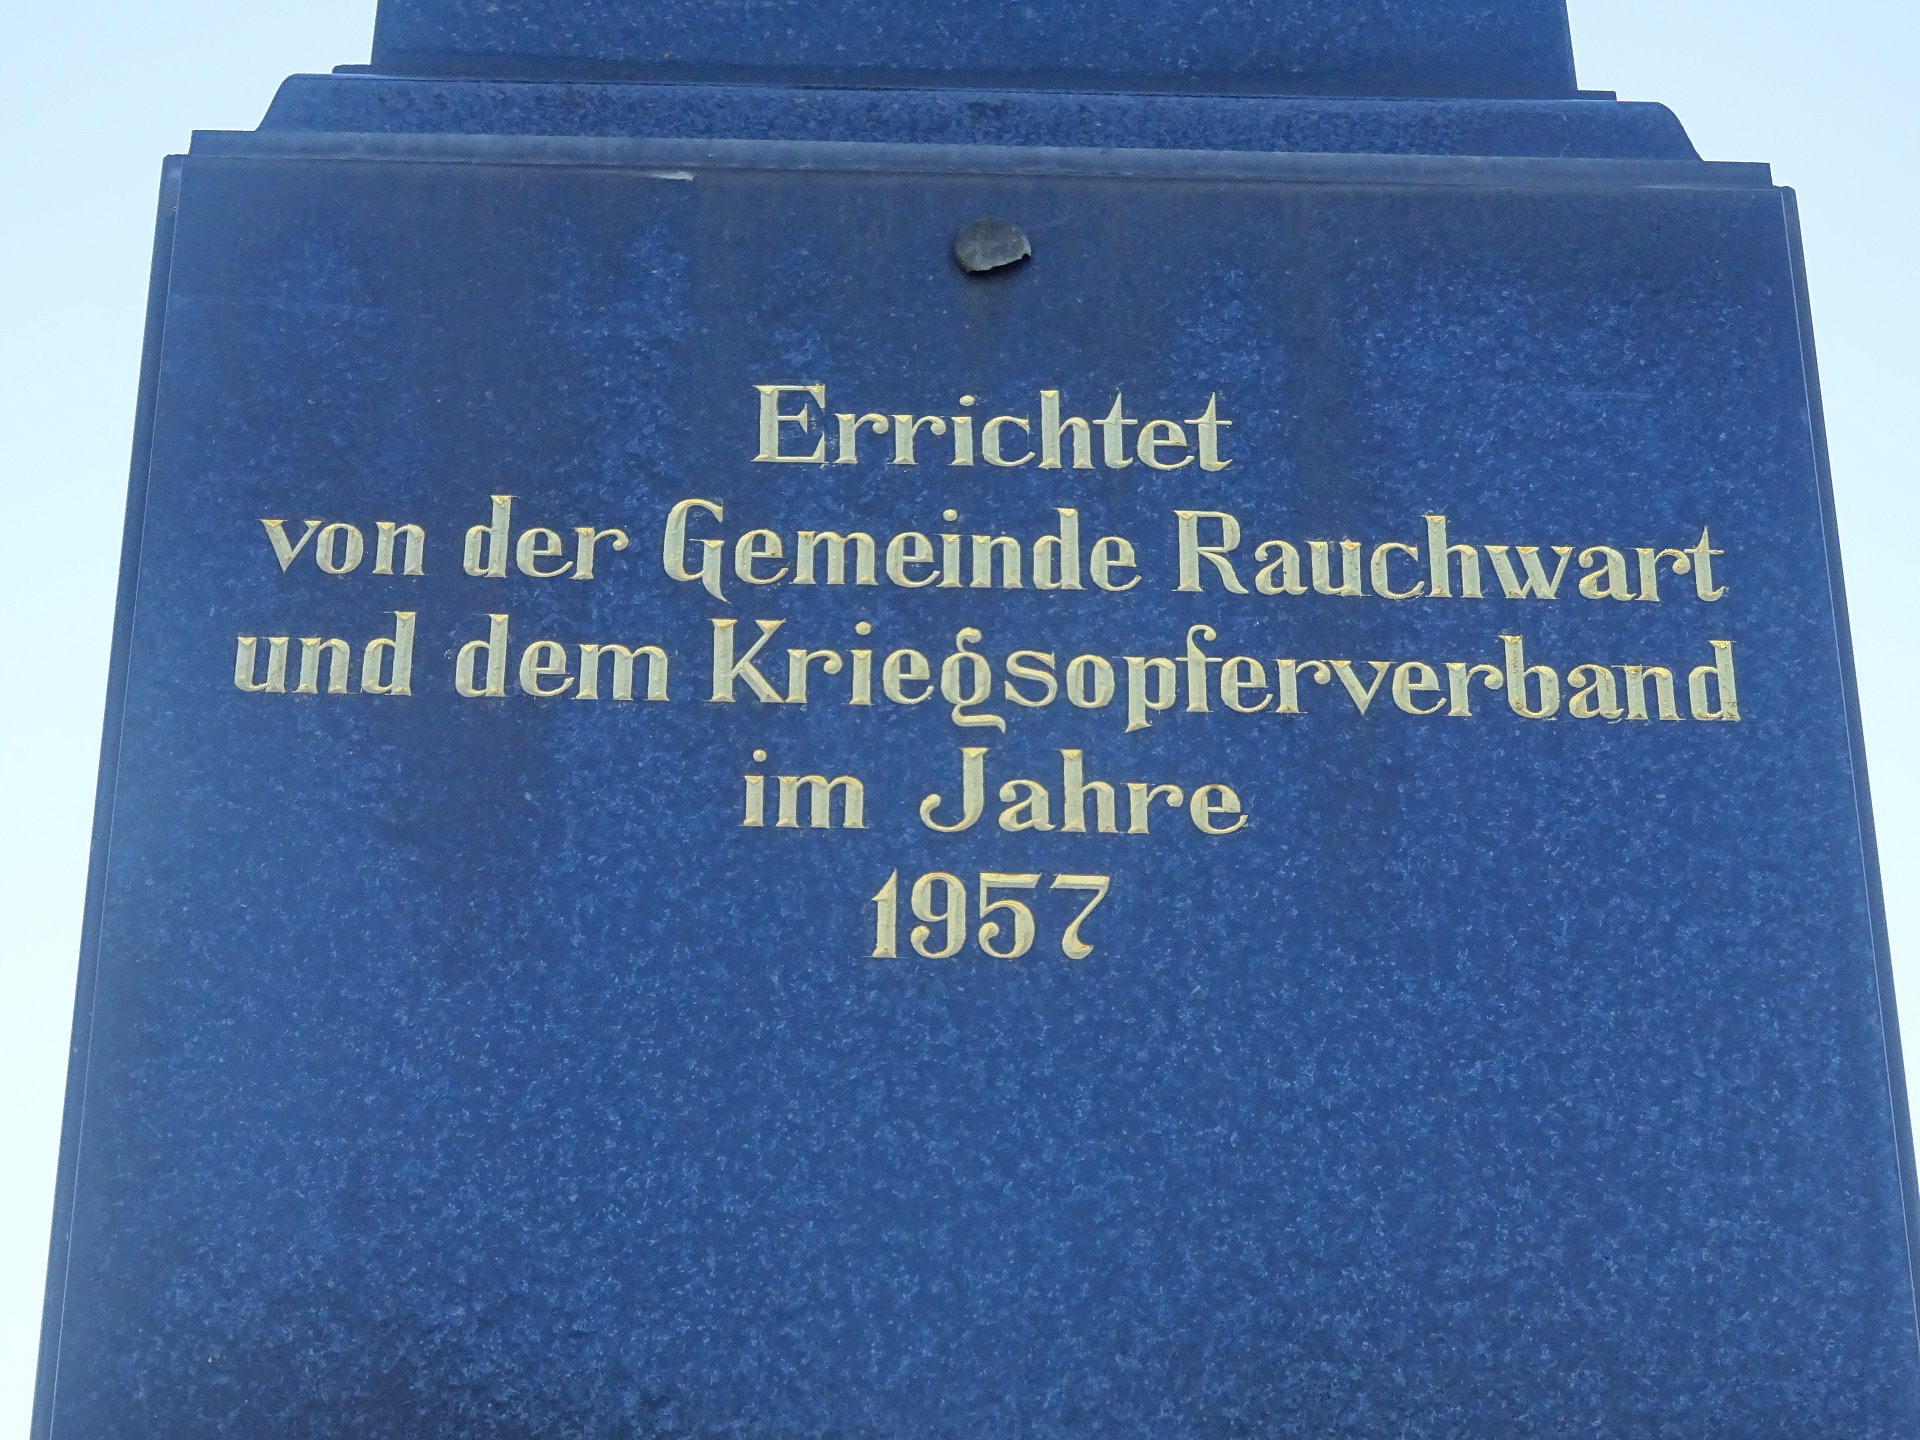 Errichtet
von der Gemeinde Rauchwart
und dem Kriegsopferverband
im Jahre
1957